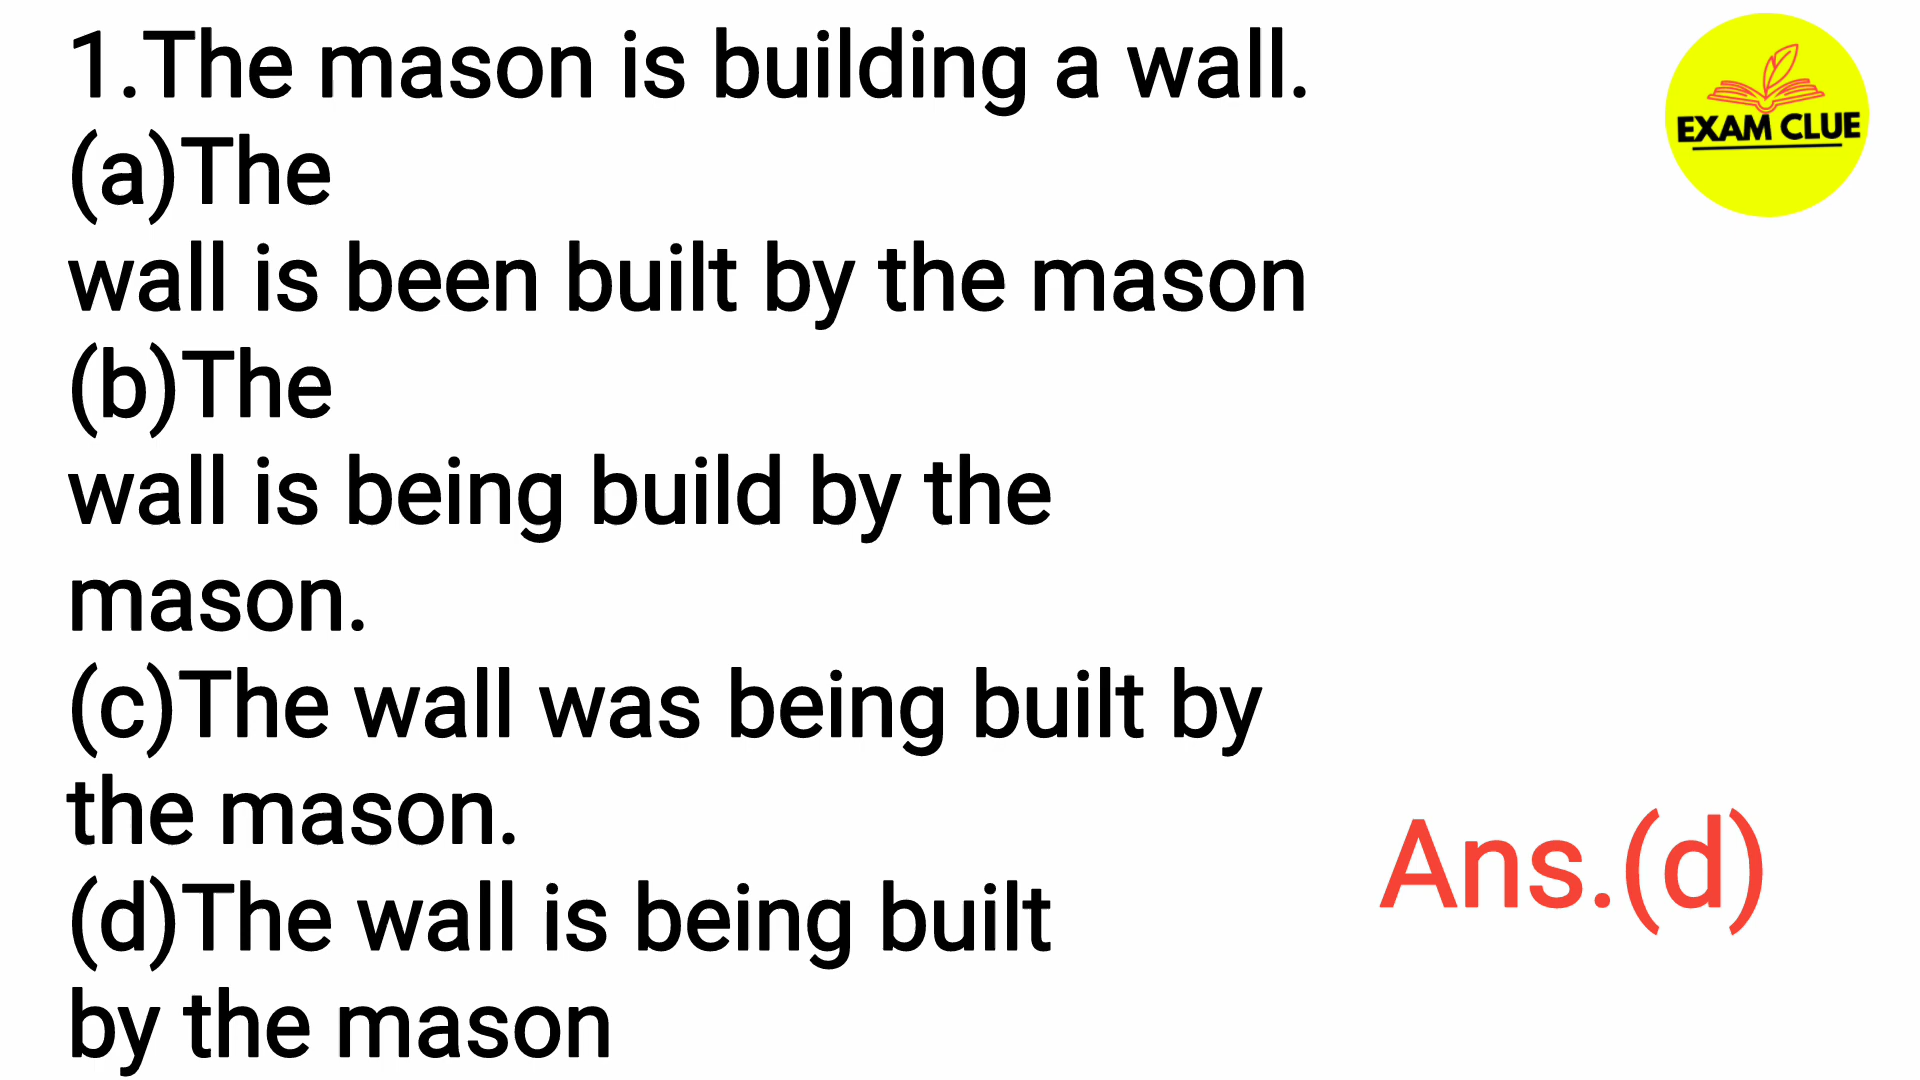 1.The mason is building a wall.
(a)The
wall is been built by the mason
(b)The
wall is being build by the
mason.
(c)The wall was being built by
the mason.
(d)The wall is being built
by the mason
Ans.(d)
EXAM CLUE